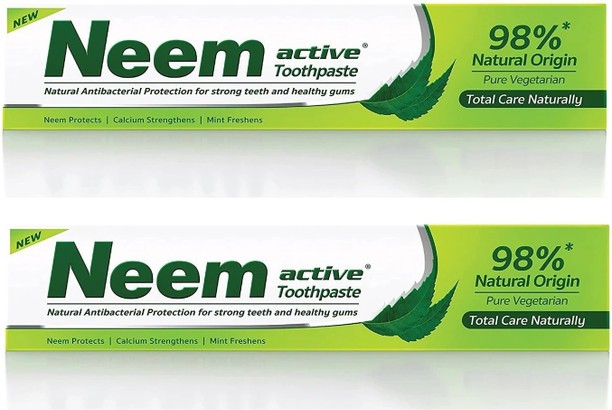 NEW
Neem
active®
Toothpaste
Natural Antibacterial Protection for strong teeth and healthy gums
Neem Protects | Calcium Strengthens | Mint Freshens
98%*
Natural Origin
Pure Vegetarian
Total Care Naturally
NEW
Neem
active®
Toothpaste
Natural Antibacterial Protection for strong teeth and healthy gums
Neem Protects | Calcium Strengthens | Mint Freshens
98%*
Natural Origin
Pure Vegetarian
Total Care Naturally